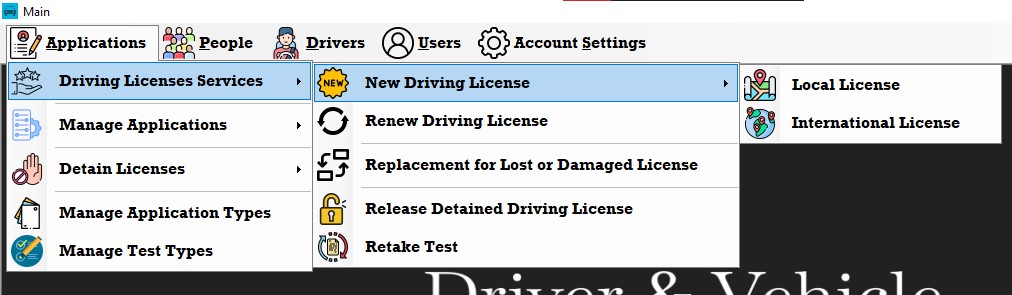 Main
Applications People Drivers Users Account Settings
Driving Licenses Services
Manage Applications
Detain Licenses
Manage Application Types
Manage Test Types
NEW New Driving License
Renew Driving License
Replacement for Lost or Damaged License
Release Detained Driving License
Retake Test
Local License
International License
Driver & Vehicle